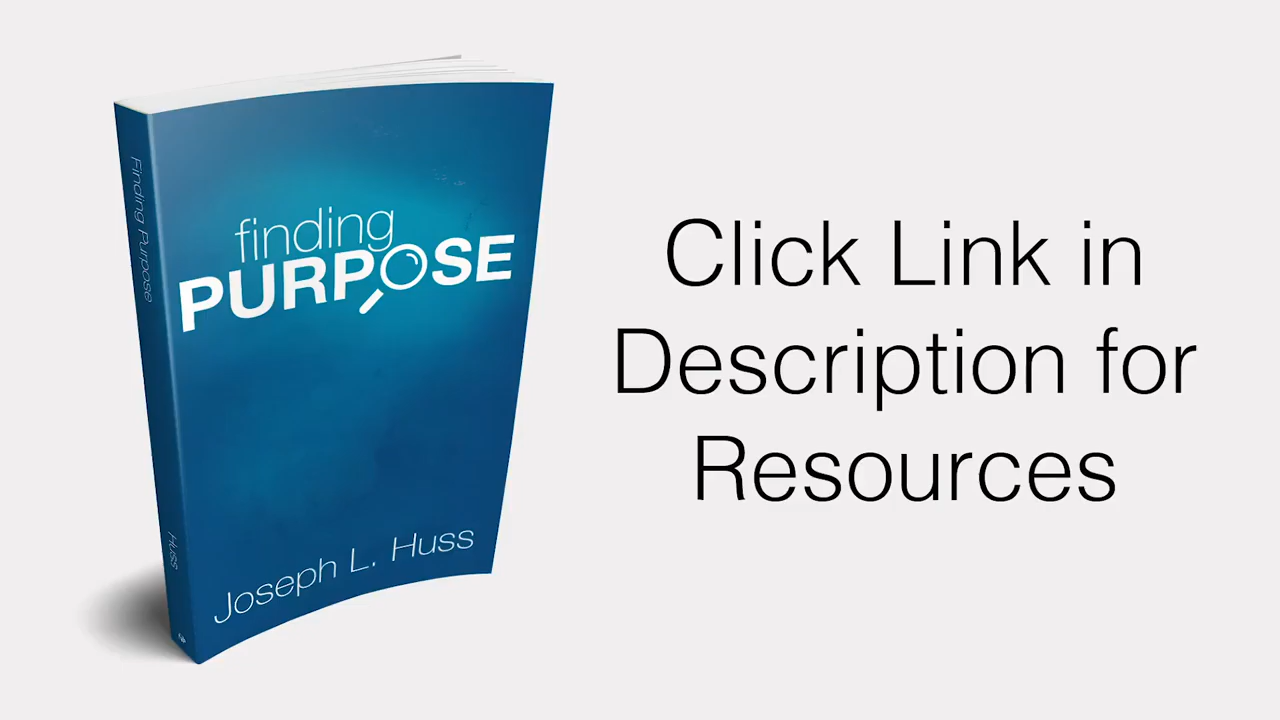 Finding Purpose
Huss
finding
PURPOSE
Joseph L. Huss
Click Link in
Description for
Resources